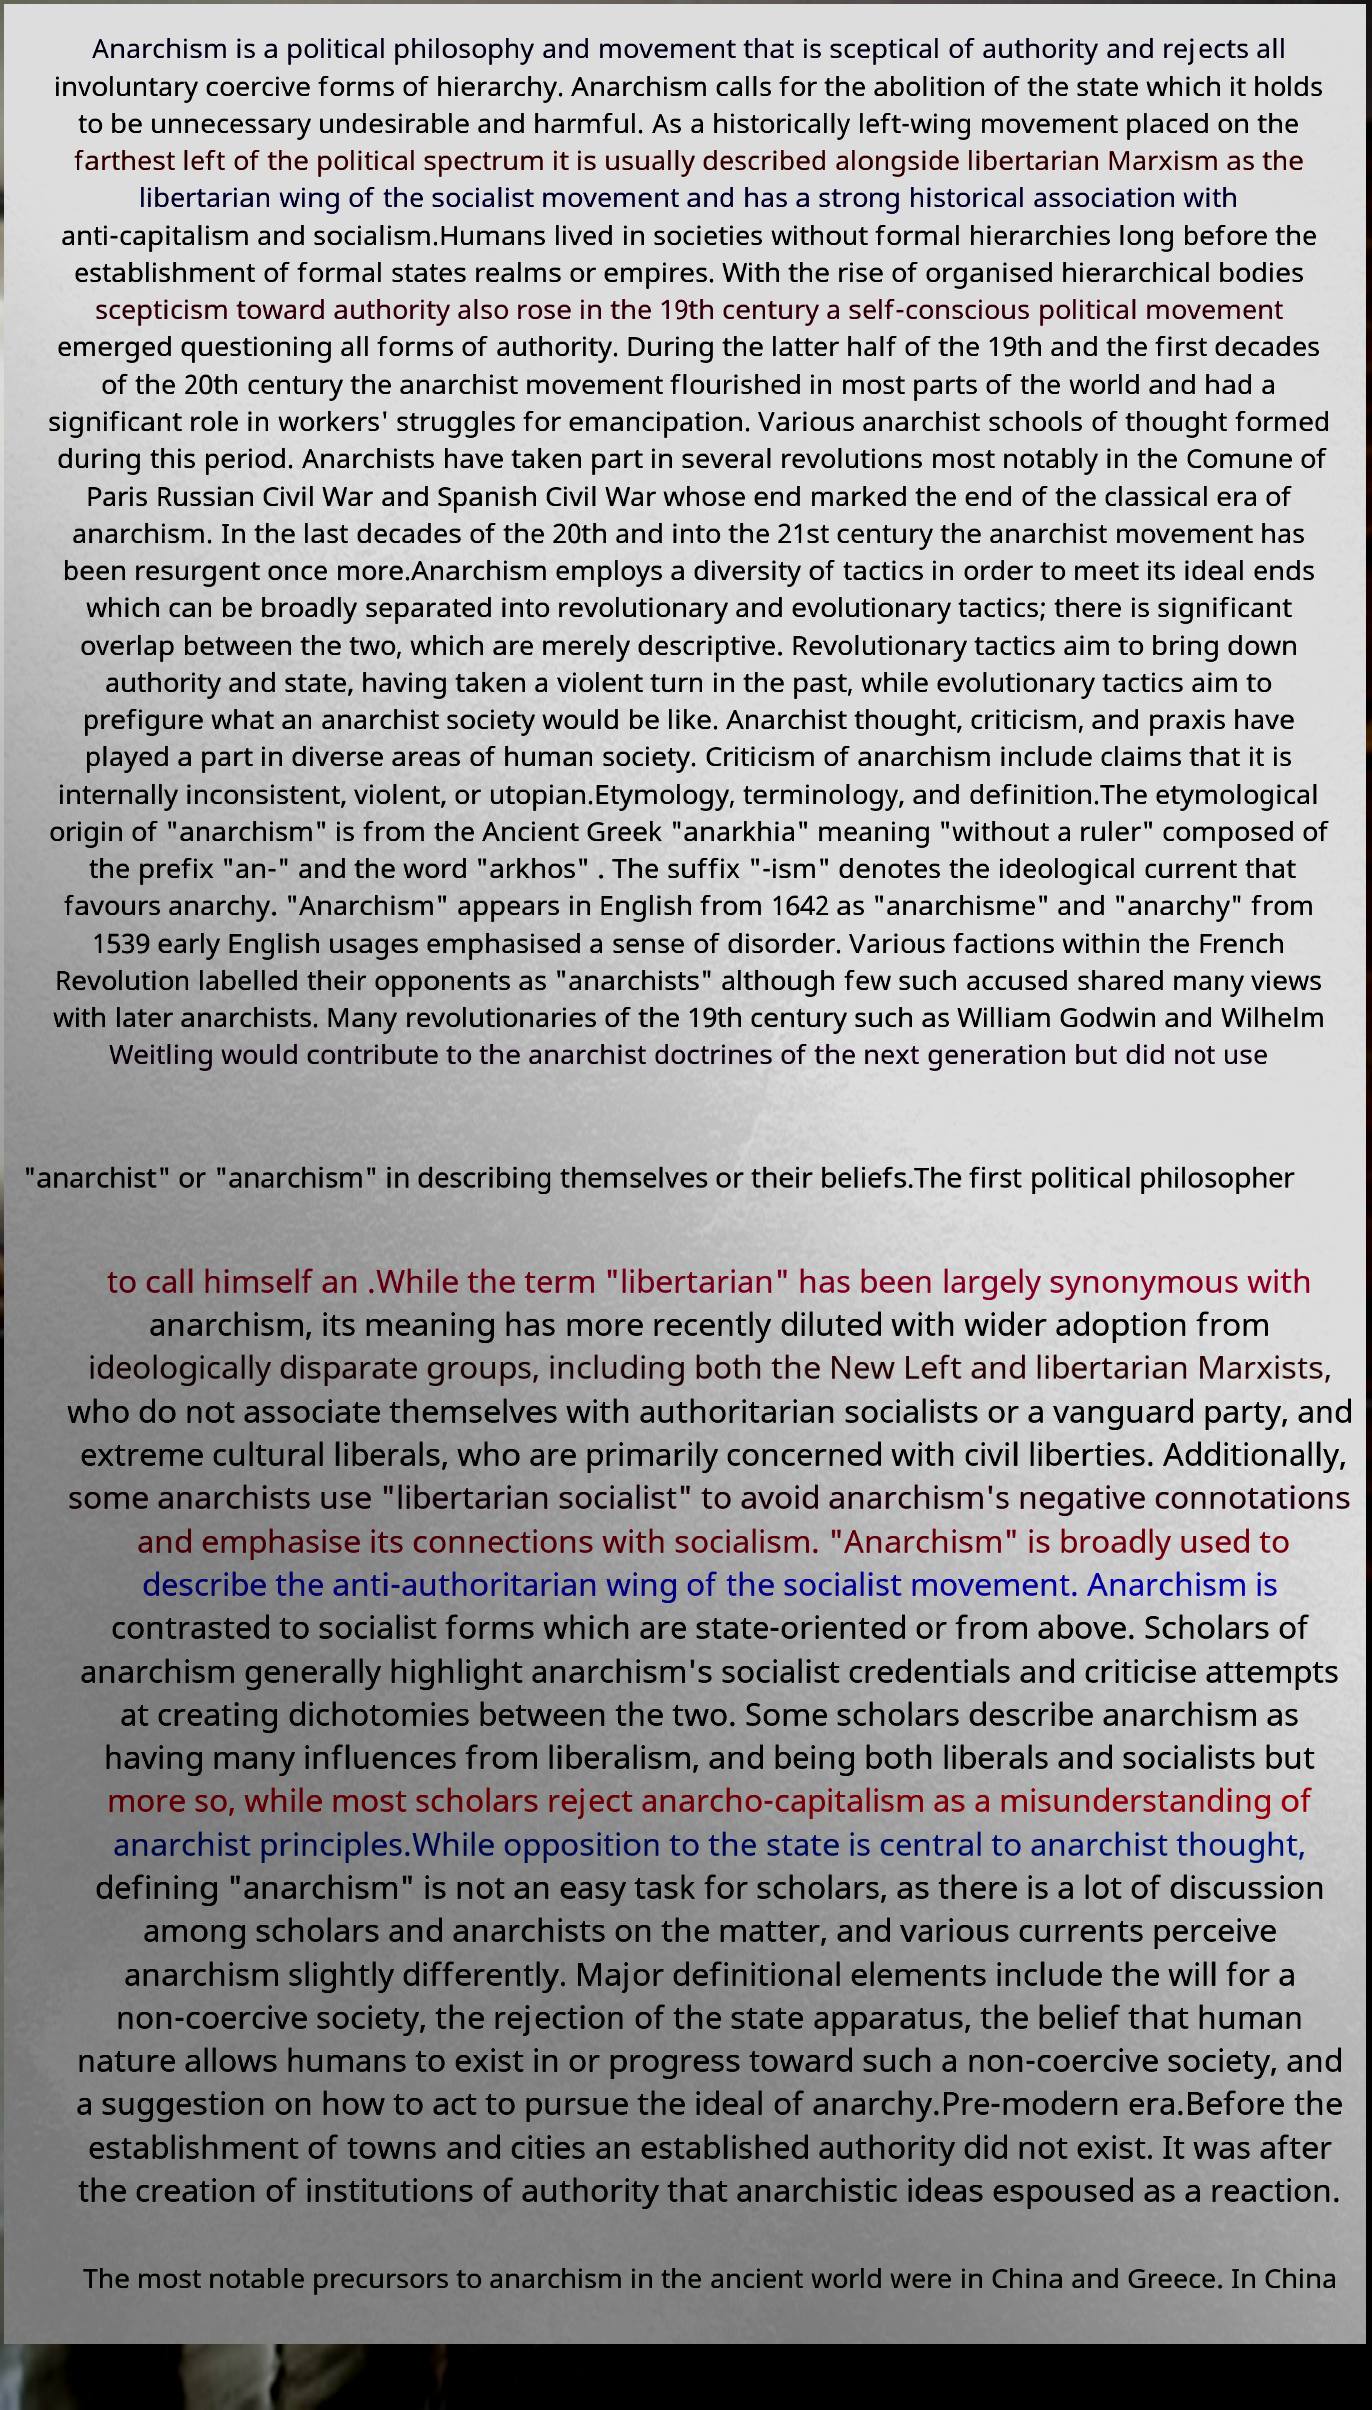 Anarchism is a political philosophy and movement that is sceptical of authority and rejects all
involuntary coercive forms of hierarchy. Anarchism calls for the abolition of the state which it holds
to be unnecessary undesirable and harmful. As a historically left-wing movement placed on the
farthest left of the political spectrum it is usually described alongside libertarian Marxism as the
libertarian wing of the socialist movement and has a strong historical association with
anti-capitalism and socialism.Humans lived in societies without formal hierarchies long before the
establishment of formal states realms or empires. With the rise of organised hierarchical bodies
scepticism toward authority also rose in the 19th century a self-conscious political movement
emerged questioning all forms of authority. During the latter half of the 19th and the first decades
of the 20th century the anarchist movement flourished in most parts of the world and had a
significant role in workers' struggles for emancipation. Various anarchist schools of thought formed
during this period. Anarchists have taken part in several revolutions most notably in the Comune of
Paris Russian Civil War and Spanish Civil War whose end marked the end of the classical era of
anarchism. In the last decades of the 20th and into the 21st century the anarchist movement has
been resurgent once more.Anarchism employs a diversity of tactics in order to meet its ideal ends
which can be broadly separated into revolutionary and evolutionary tactics; there is significant
overlap between the two, which are merely descriptive. Revolutionary tactics aim to bring down
authority and state, having taken a violent turn in the past, while evolutionary tactics aim to
prefigure what an anarchist society would be like. Anarchist thought, criticism, and praxis have
played a part in diverse areas of human society. Criticism of anarchism include claims that it is
internally inconsistent, violent, or utopian.Etymology, terminology, and definition.The etymological
origin of "anarchism" is from the Ancient Greek "anarkhia" meaning "without a ruler" composed of
the prefix "an-" and the word "arkhos" . The suffix "-ism" denotes the ideological current that
favours anarchy. "Anarchism" appears in English from 1642 as "anarchisme" and "anarchy" from
1539 early English usages emphasised a sense of disorder. Various factions within the French
Revolution labelled their opponents as "anarchists" although few such accused shared many views
with later anarchists. Many revolutionaries of the 19th century such as William Godwin and Wilhelm
Weitling would contribute to the anarchist doctrines of the next generation but did not use
"anarchist" or "anarchism" in describing themselves or their beliefs.The first political philosopher
to call himself an .While the term "libertarian" has been largely synonymous with
anarchism, its meaning has more recently diluted with wider adoption from
ideologically disparate groups, including both the New Left and libertarian Marxists,
who do not associate themselves with authoritarian socialists or a vanguard party, and
extreme cultural liberals, who are primarily concerned with civil liberties. Additionally,
some anarchists use "libertarian socialist" to avoid anarchism's negative connotations
and emphasise its connections with socialism. "Anarchism" is broadly used to
describe the anti-authoritarian wing of the socialist movement. Anarchism is
contrasted to socialist forms which are state-oriented or from above. Scholars of
anarchism generally highlight anarchism's socialist credentials and criticise attempts
at creating dichotomies between the two. Some scholars describe anarchism as
having many influences from liberalism, and being both liberals and socialists but
more so, while most scholars reject anarcho-capitalism as a misunderstanding of
anarchist principles.While opposition to the state is central to anarchist thought,
defining "anarchism" is not an easy task for scholars, as there is a lot of discussion
among scholars and anarchists on the matter, and various currents perceive
anarchism slightly differently. Major definitional elements include the will for a
non-coercive society, the rejection of the state apparatus, the belief that human
nature allows humans to exist in or progress toward such a non-coercive society, and
a suggestion on how to act to pursue the ideal of anarchy.Pre-modern era.Before the
establishment of towns and cities an established authority did not exist. It was after
the creation of institutions of authority that anarchistic ideas espoused as a reaction.
The most notable precursors to anarchism in the ancient world were in China and Greece. In China